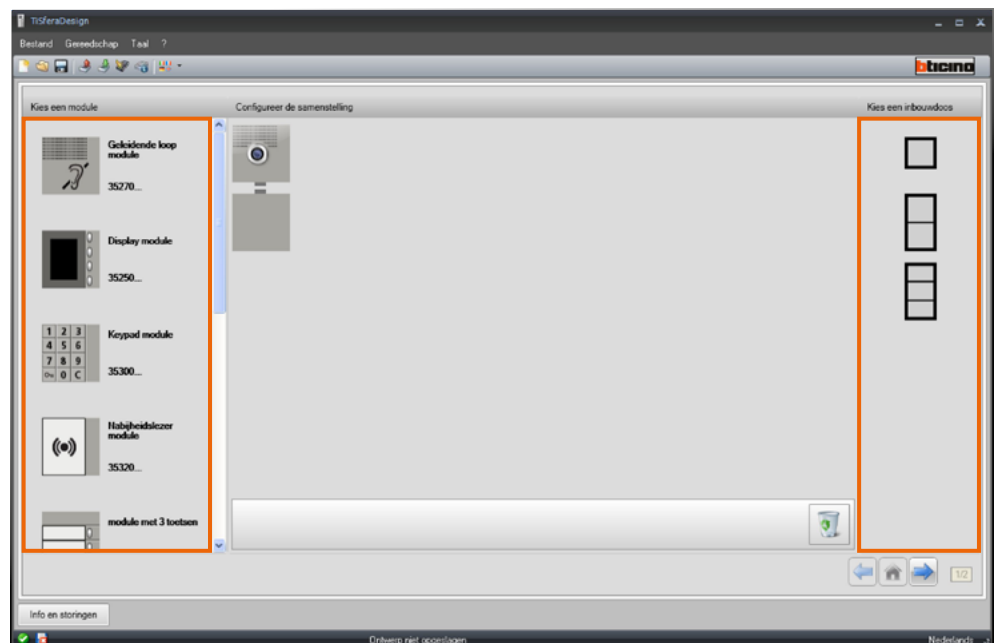 TiSferaDesign
Bestand Gereedschap Taal ?
bticino
Kies een module
Configureer de samenstelling
Kies een inbouwdoos
Geleidende loop
module
35270...
Display module
35250...
1 2 3
4 5 6
7 8 9
0 C
Keypad module
35300...
Nabijheidslezer
module
35320...
module met 3 toetsen
1/2
Info en storingen
Ontwerp niet opgeslagen
Nederlands